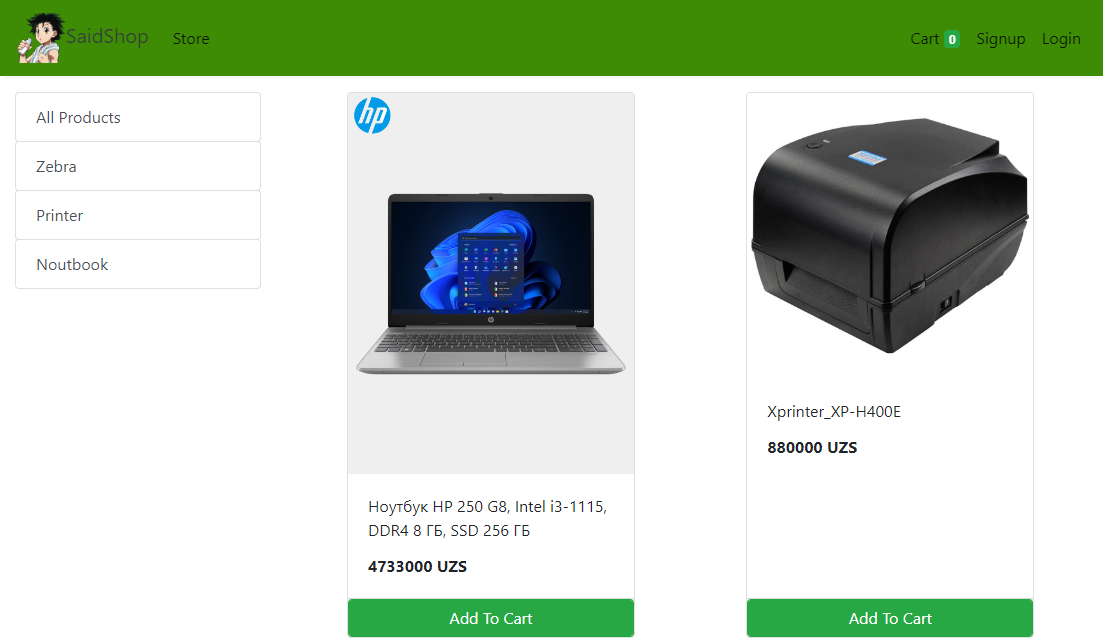 SaidShop
Store
Cart 0
Signup
Login
All Products
Zebra
Printer
Noutbook
hp
Ноутбук HP 250 G8, Intel i3-1115,
DDR4 8 ГБ, SSD 256 ГБ
4733000 UZS
Add To Cart
Xprinter_XP-H400E
880000 UZS
Add To Cart